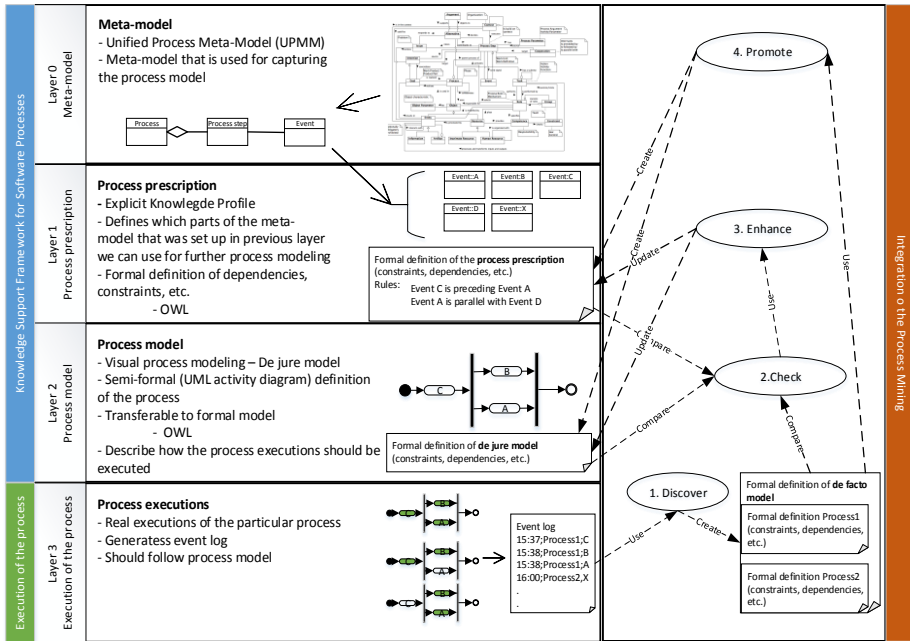 Knowledge Support Framework for Software Processes
Execution of the process
Layer 0
Meta-model
Meta-model
- Unified Process Meta-Model (UPMM)
- Meta-model that is used for capturing
the process model
Process
Process step
Event
Layer 1
Process prescription
Process prescription
- Explicit Knowlegde Profile
- Defines which parts of the meta-
model that was set up in previous layer
we can use for further process modeling
- Formal definition of dependencies,
constraints, etc.
- OWL
Event::A
Event:B
Event:C
Event::D
Event::X
Formal definition of the process prescription
(constraints, dependencies, etc.)
Rules:
Event C is preceding Event A
Event A is parallel with Event D
Layer 2
Process model
Process model
- Visual process modeling – De jure model
- Semi-formal (UML activity diagram) definition
of the process
- Transferable to formal model
- OWL
- Describe how the process executions should be
executed
C
B
A
Formal definition of de jure model
(constraints, dependencies, etc.)
Layer 3
Execution of the process
Process executions
- Real executions of the particular process
- Generatess event log
- Should follow process model
C
B
A
C
B
A
C
B
A
Event log
15:37;Process1;C
15:38;Process1;B
15:38;Process1;A
16:00;Process2,X
.
.
4. Promote
3. Enhance
2.Check
1. Discover
Create
Create
Update
Update
Use
Use
Compare
Compare
Compare
Use
Create
Formal definition of de facto
model
Formal definition Process1
(constraints, dependencies,
etc.)
Formal definition Process2
(constraints, dependencies,
etc.)
Integration o the Process Mining